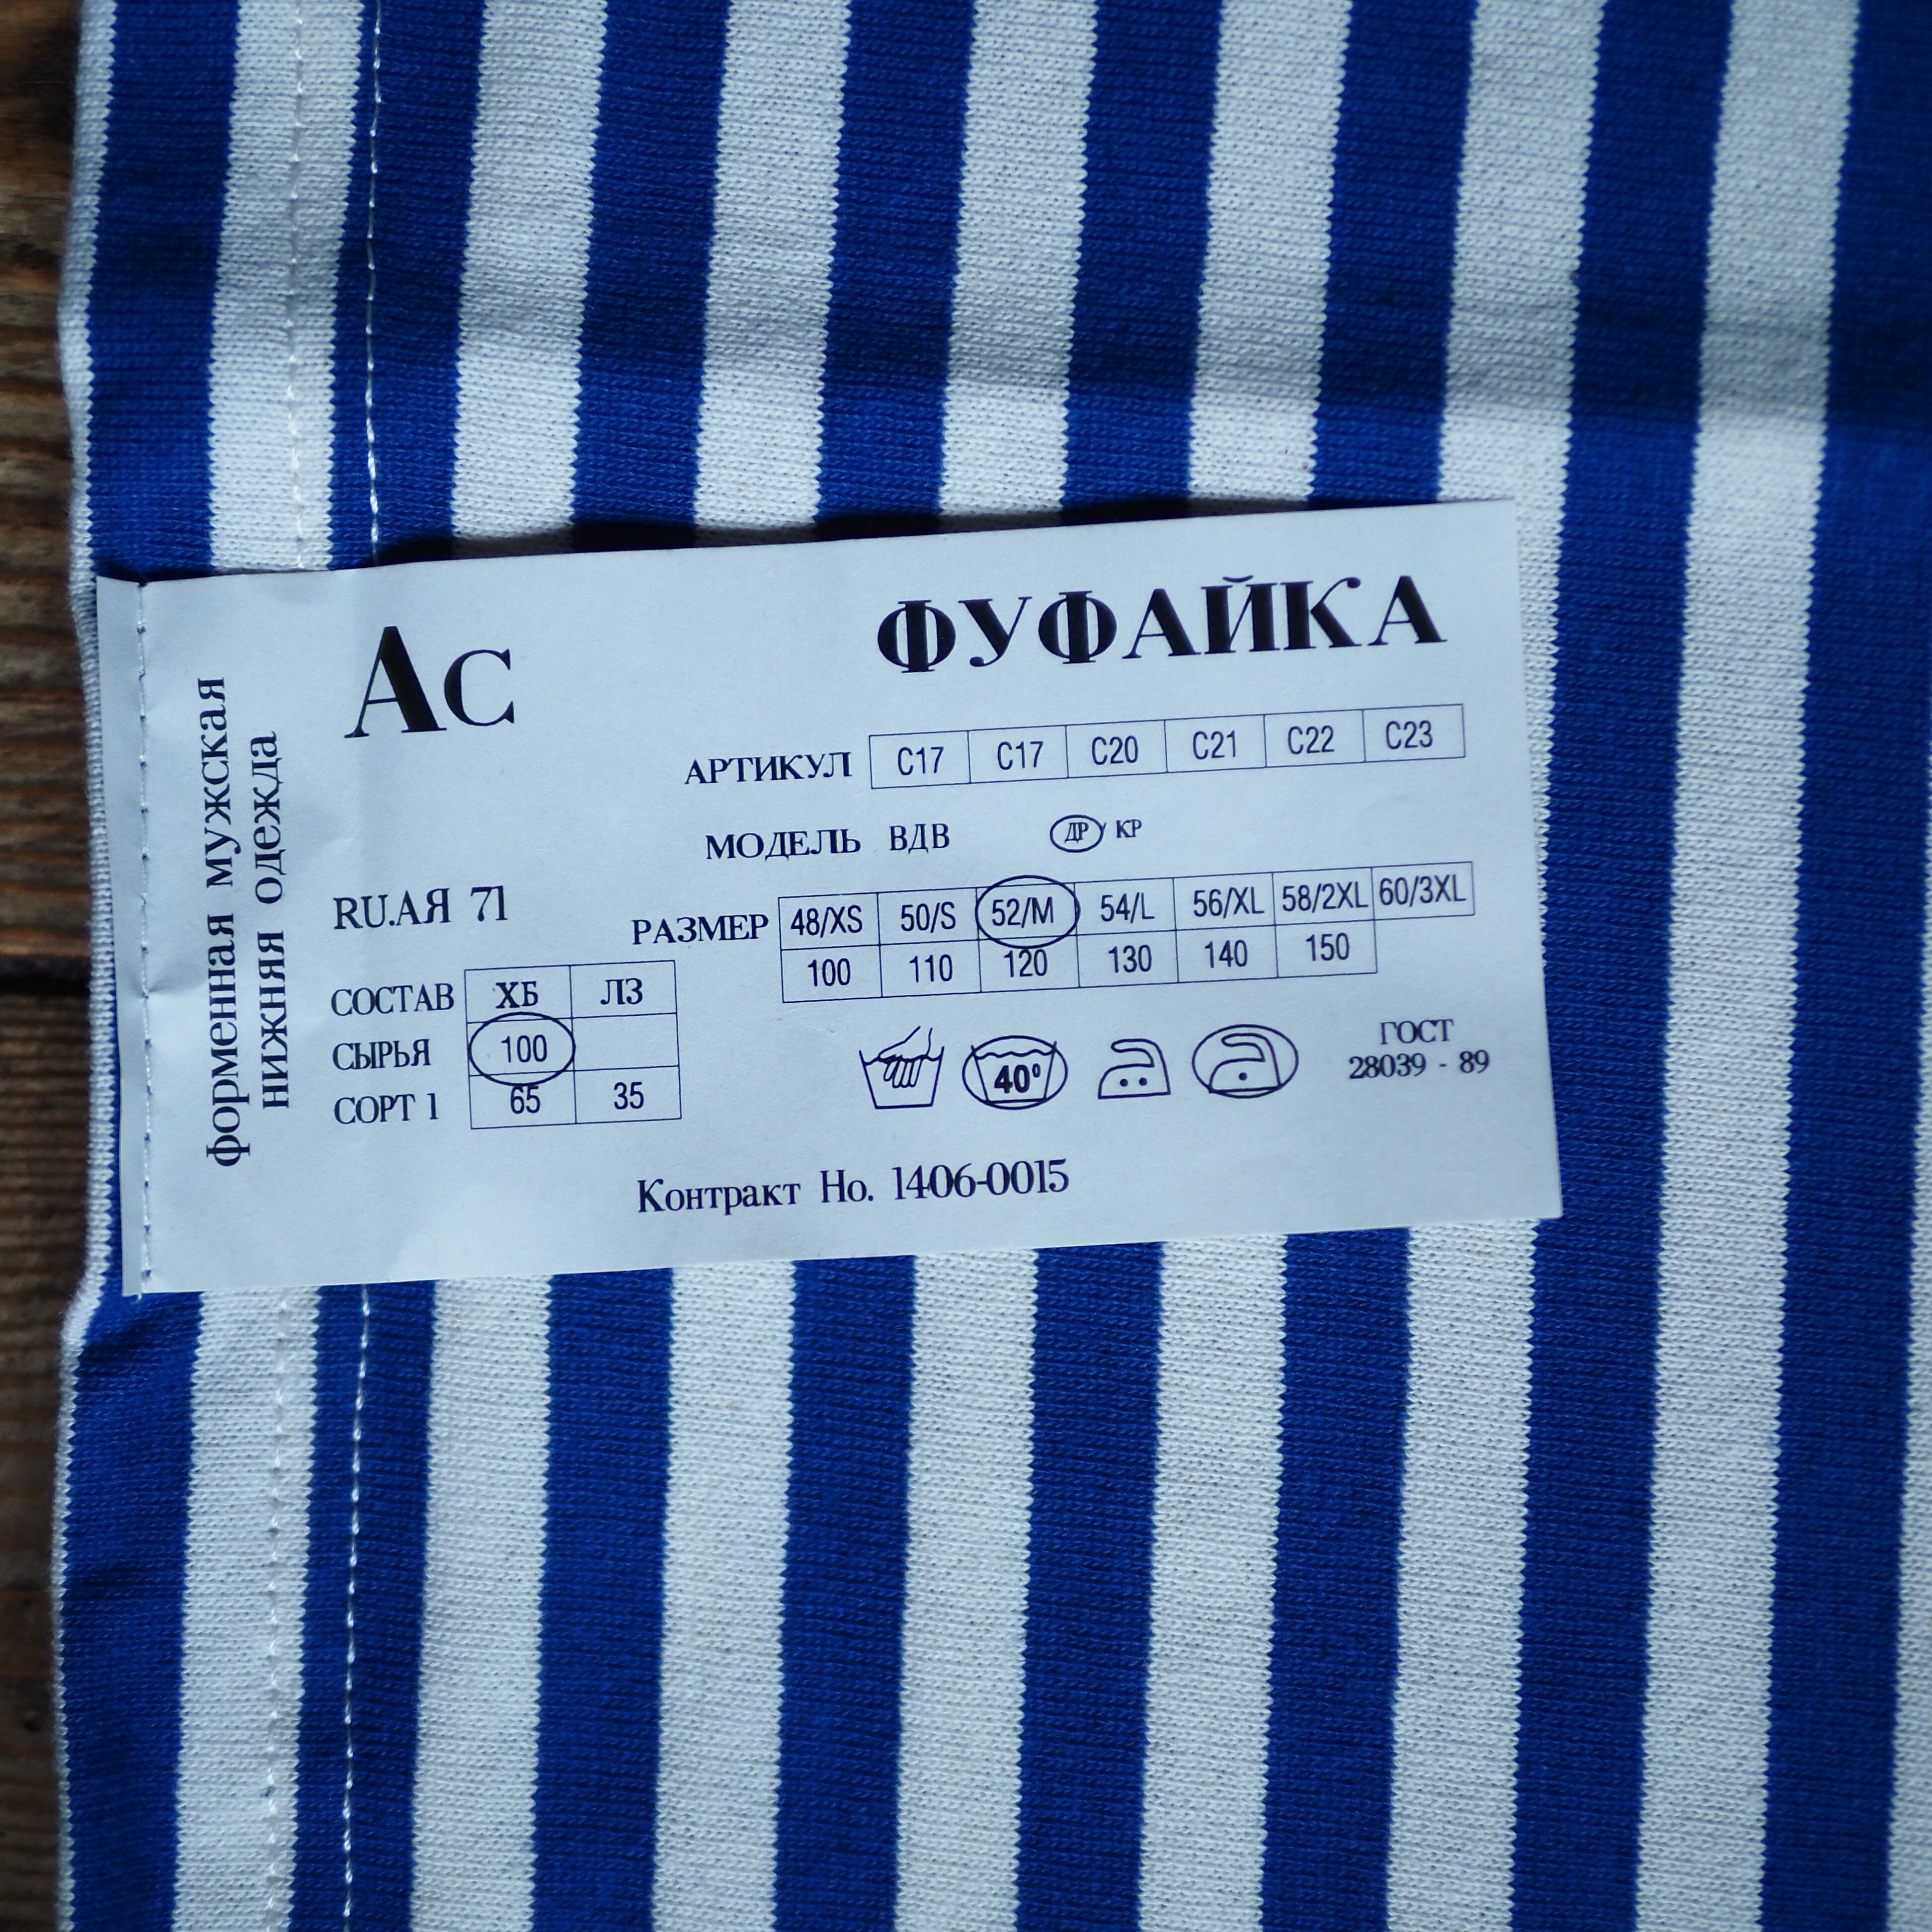 форменная мужская
нижняя одежда
Ас
ФУФАЙКА
АРТИКУЛ С17 С17 С20 С21 С22 С23
МОДЕЛЬ ВДВ ДР/ КР
RU.АЯ 71
РАЗМЕР 48/XS 50/S 52/M 54/L 56/XL 58/2XL 60/3XL
100 110 120 130 140 150
СОСТАВ ХБ ЛЗ
СЫРЬЯ 100
СОРТ 1 65 35
40°
ГОСТ
28039 - 89
Контракт Но. 1406-0015